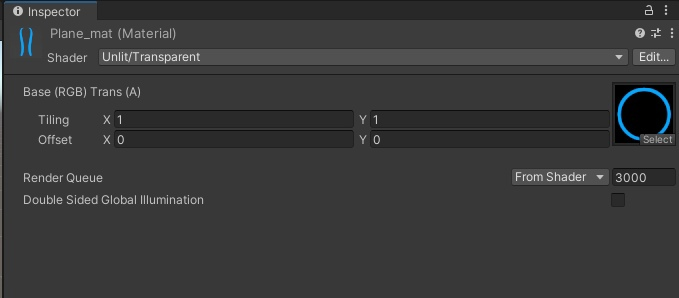 Inspector
Plane_mat (Material)
Shader Unlit/Transparent Edit...
Base (RGB) Trans (A)
Tiling X 1 Y 1
Offset X 0 Y 0
Select
Render Queue From Shader 3000
Double Sided Global Illumination